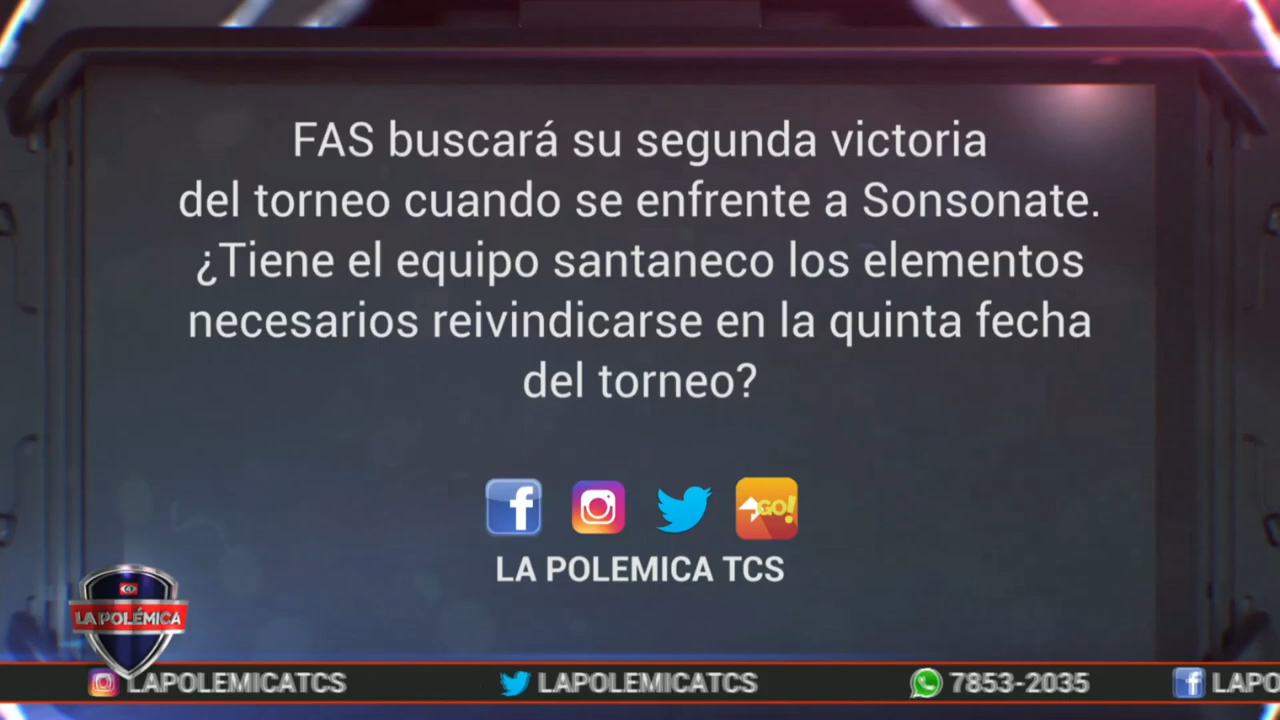 FAS buscará su segunda victoria
del torneo cuando se enfrente a Sonsonate.
¿Tiene el equipo santaneco los elementos
necesarios reivindicarse en la quinta fecha
del torneo?
GO!
LA POLEMICA TCS
4
LA POLÉMICA
LAPOLEMICATCS
LAPOLEMICATCS
7853-2035
LAPO